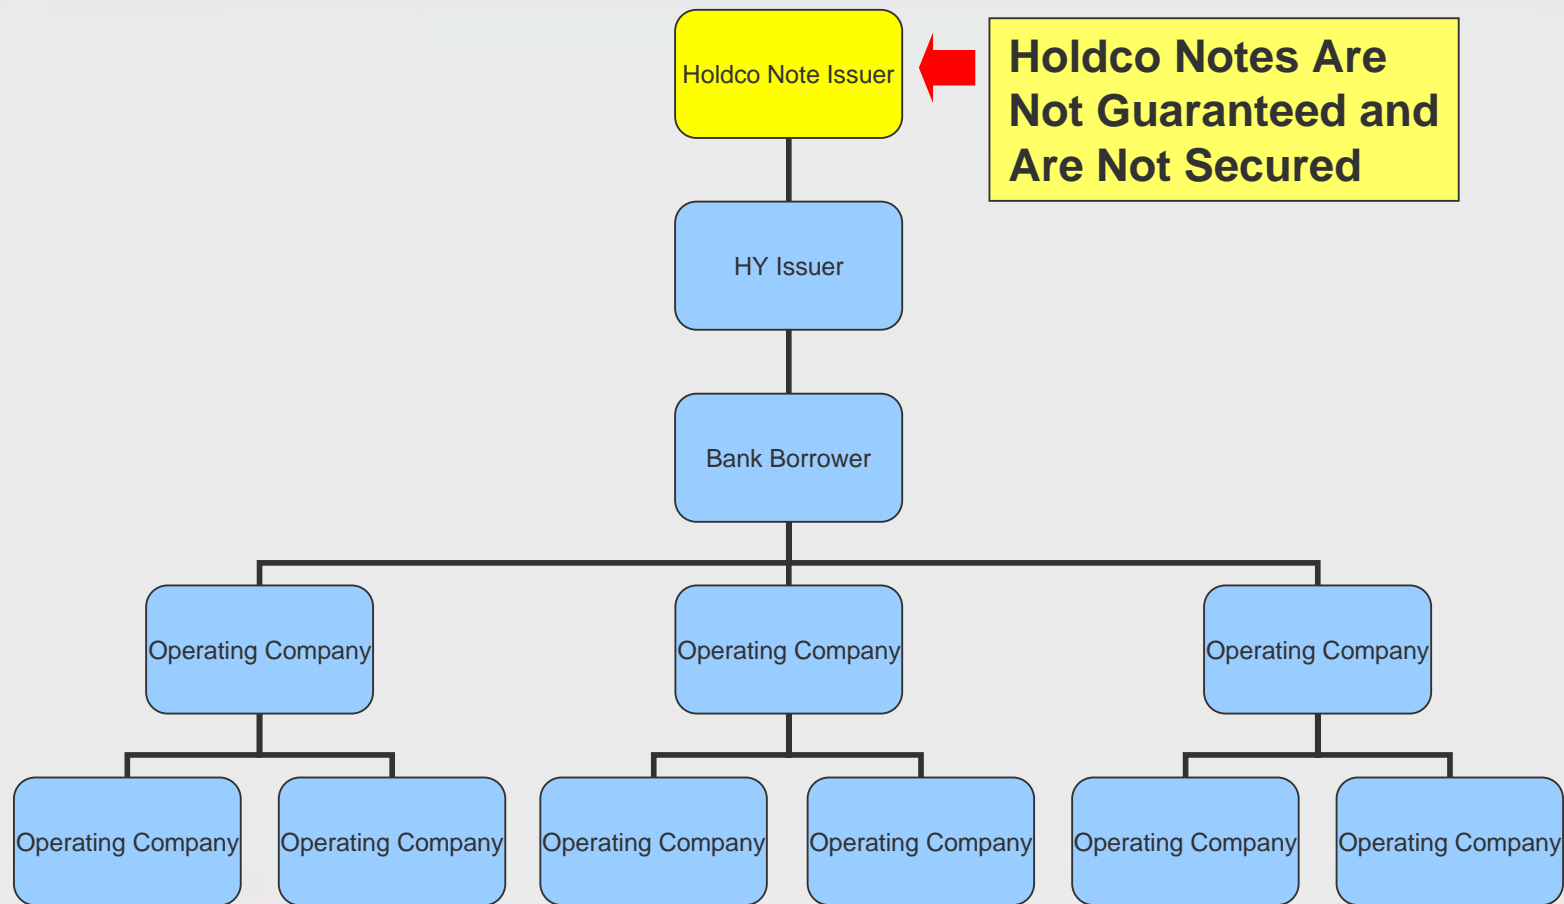 Holdco Note Issuer
Holdco Notes Are
Not Guaranteed and
Are Not Secured
HY Issuer
Bank Borrower
Operating Company
Operating Company
Operating Company
Operating Company
Operating Company
Operating Company
Operating Company
Operating Company
Operating Company